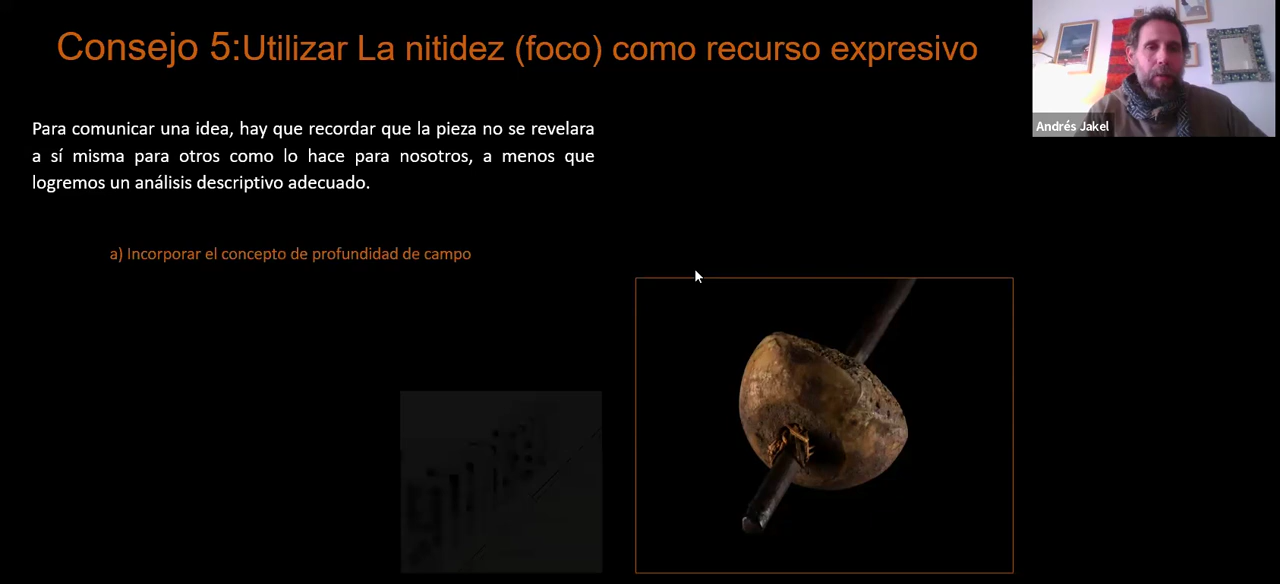 Consejo 5:Utilizar La nitidez (foco) como recurso expresivo
Andrés Jakel
Para comunicar una idea, hay que recordar que la pieza no se revelara
a sí misma para otros como lo hace para nosotros, a menos que
logremos un análisis descriptivo adecuado.
a) Incorporar el concepto de profundidad de campo